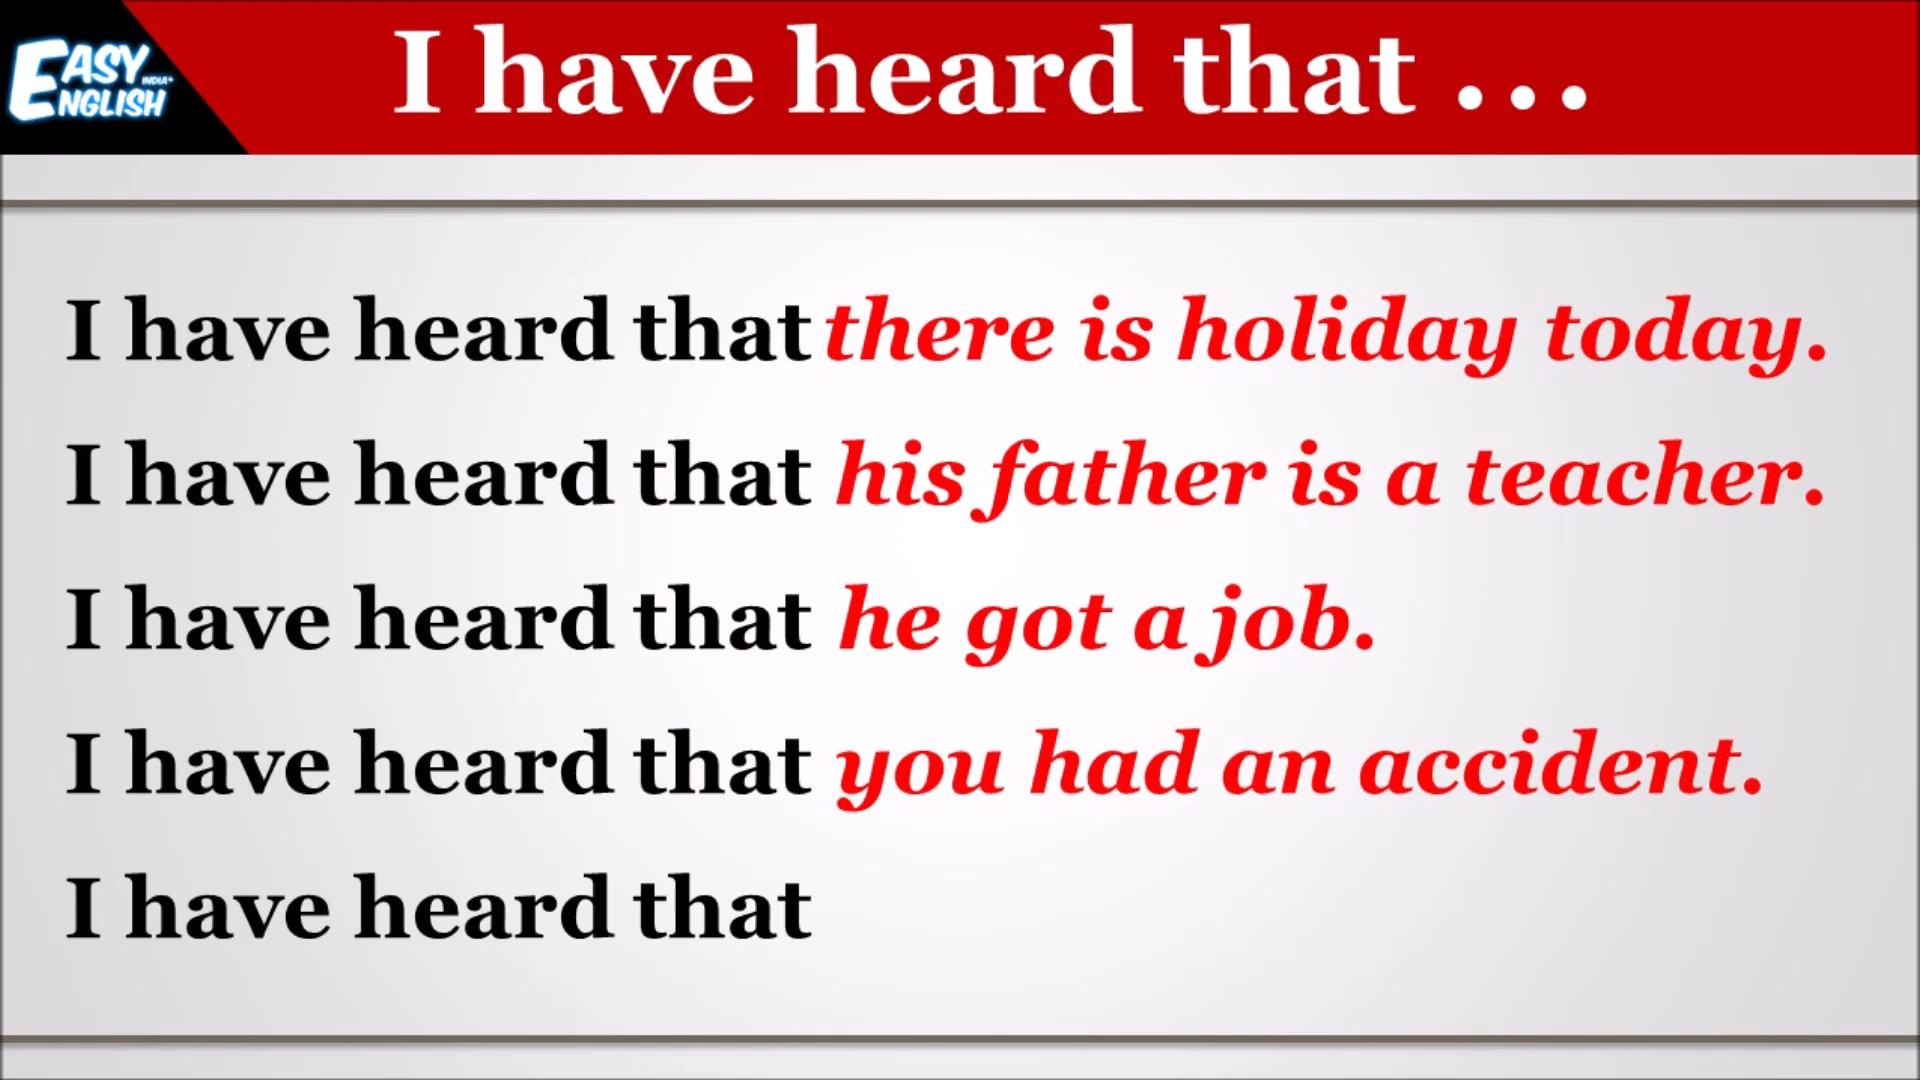 EASY
INDIA
ENGLISH
I have heard that ...
I have heard that there is holiday today.
I have heard that his father is a teacher.
I have heard that he got a job.
I have heard that you had an accident.
I have heard that